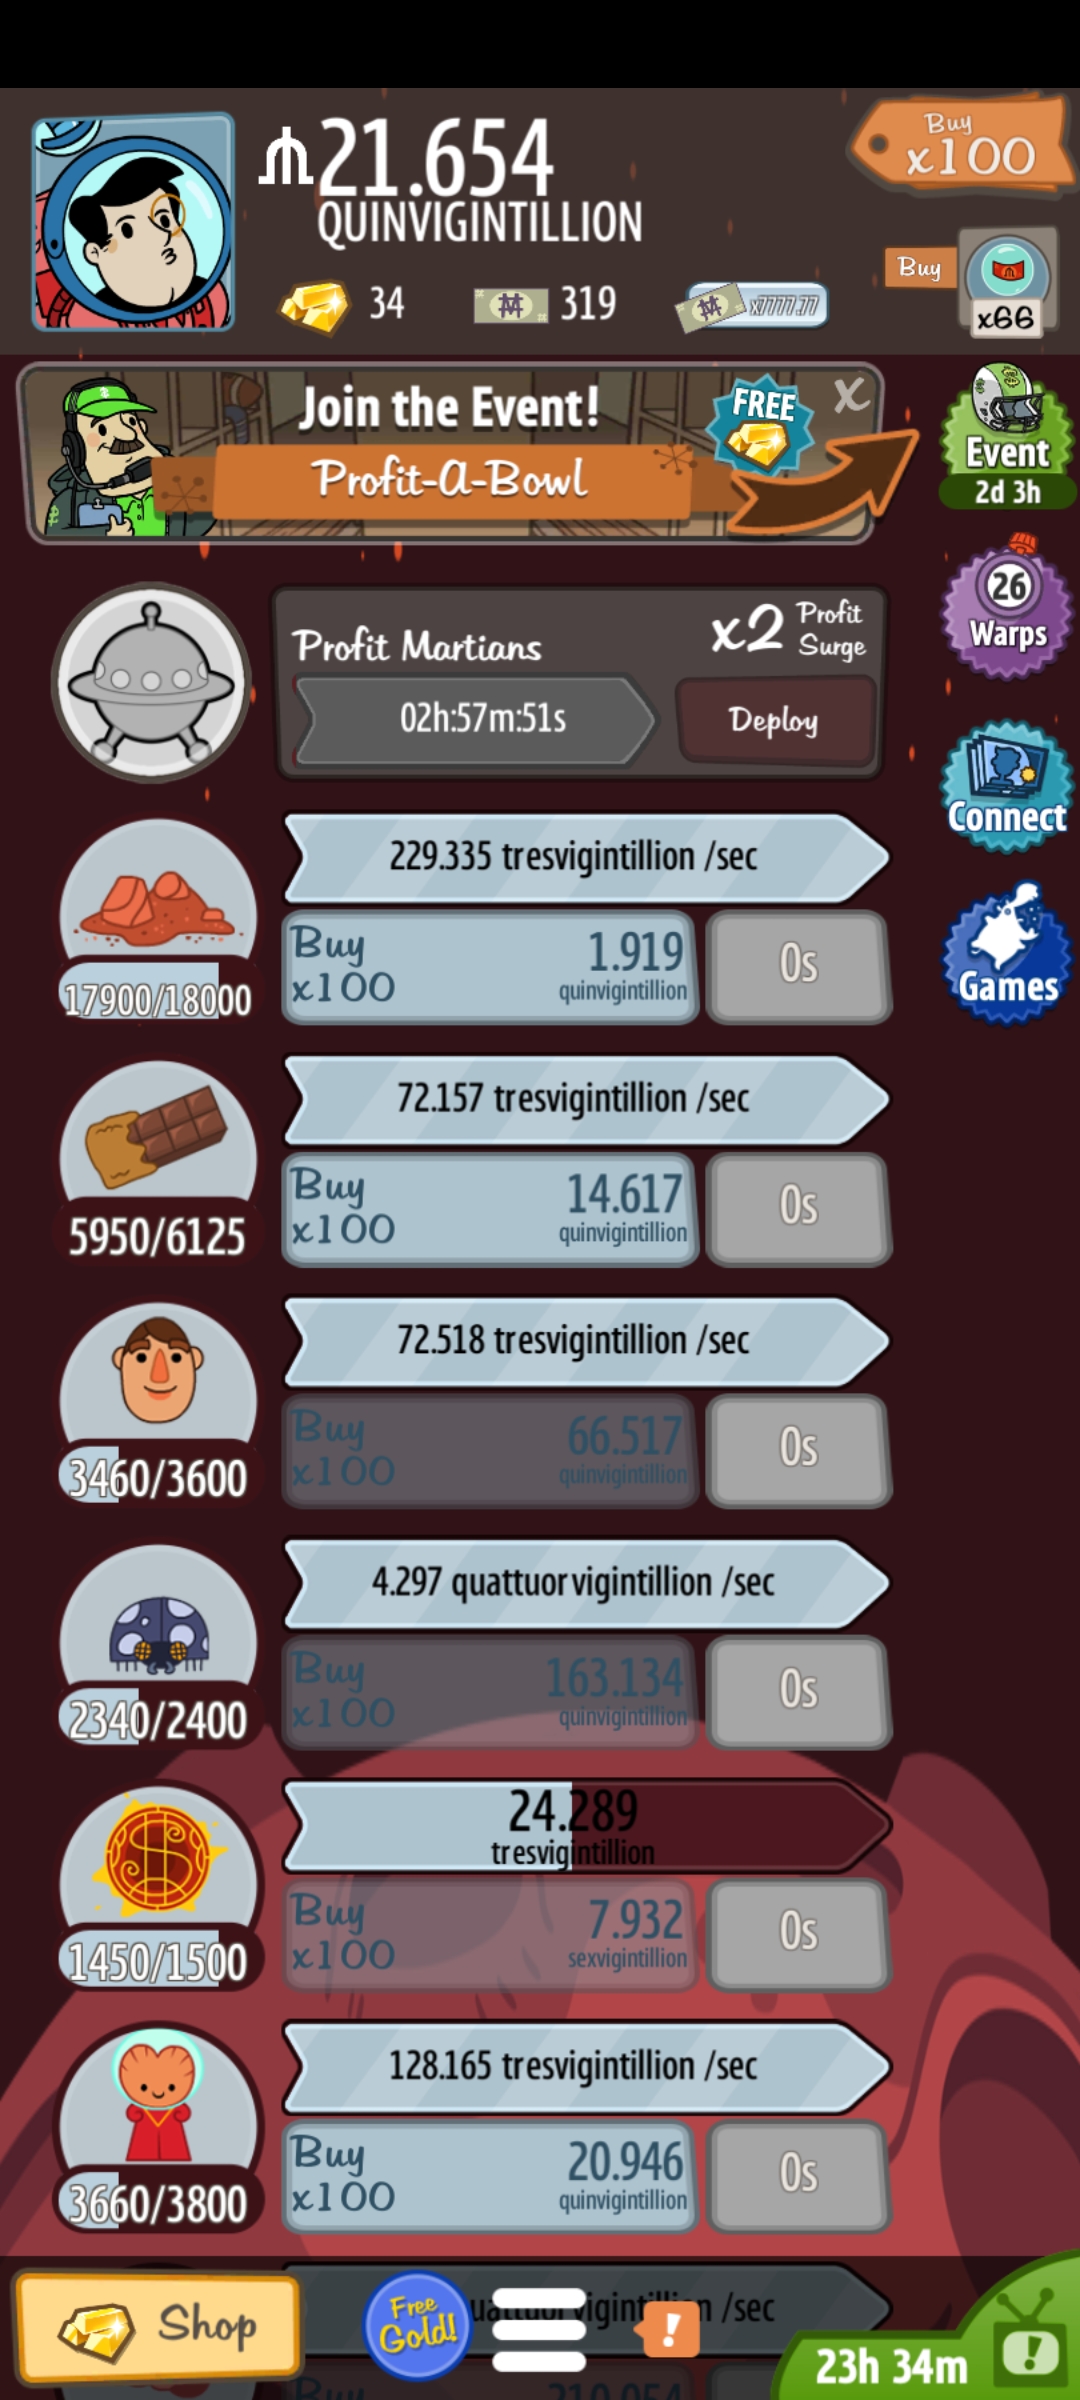 21.654
QUINVIGINTILLION
Buy
x100
34
319
x7777.77
Buy
x66
Join the Event!
Profit-A-Bowl
FREE
X
Event
2d 3h
Profit Martians
x2 Profit
Surge
02h:57m:51s
Deploy
26
Warps
Connect
Games
229.335 tresvigintillion /sec
17900/18000
Buy
x100
1.919
quinvigintillion
0s
72.157 tresvigintillion /sec
5950/6125
Buy
x100
14.617
quinvigintillion
0s
72.518 tresvigintillion /sec
3460/3600
Buy
x100
66.517
quinvigintillion
0s
4.297 quattuorvigintillion /sec
2340/2400
Buy
x100
163.134
quinvigintillion
0s
24.289
tresvigintillion
1450/1500
Buy
x100
7.932
sexvigintillion
0s
128.165 tresvigintillion /sec
3660/3800
Buy
x100
20.946
quinvigintillion
0s
Shop
Free
Gold!
!
/sec
23h 34m
!
Buy